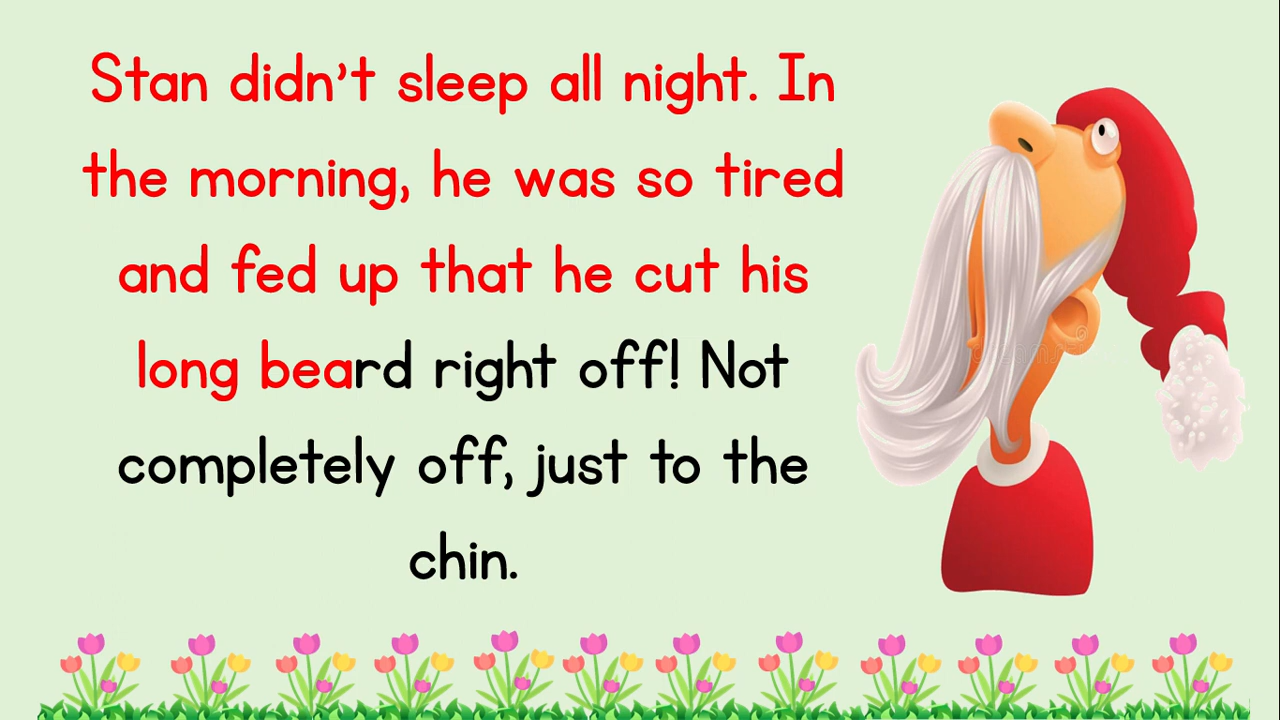 Stan didn't sleep all night. In
the morning, he was so tired
and fed up that he cut his
long beard right off! Not
completely off, just to the
chin.